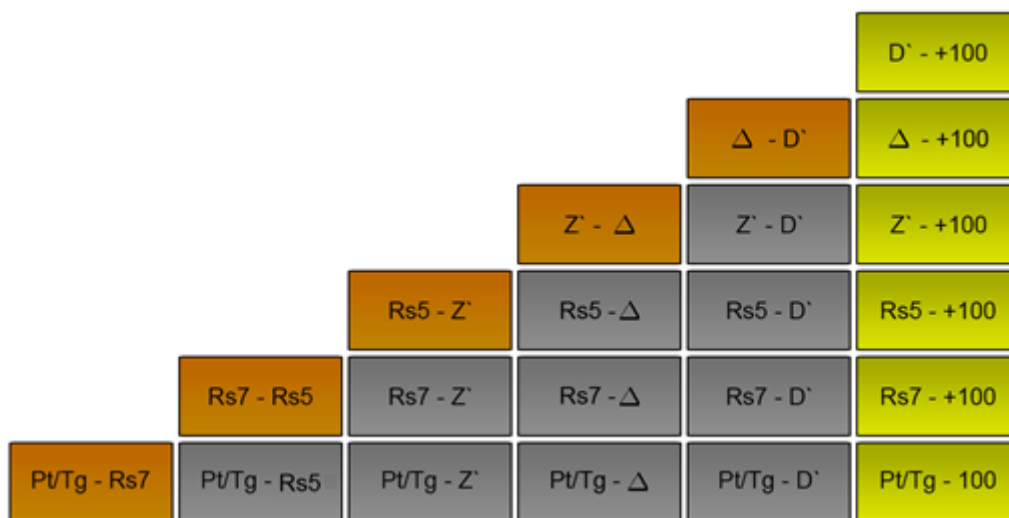 D` - +100
Δ - D` Δ - +100
Z` - Δ Z` - D` Z` - +100
Rs5 - Z` Rs5 - Δ Rs5 - D` Rs5 - +100
Rs7 - Rs5 Rs7 - Z` Rs7 - Δ Rs7 - D` Rs7 - +100
Pt/Tg - Rs7 Pt/Tg - Rs5 Pt/Tg - Z` Pt/Tg - Δ Pt/Tg - D` Pt/Tg - 100